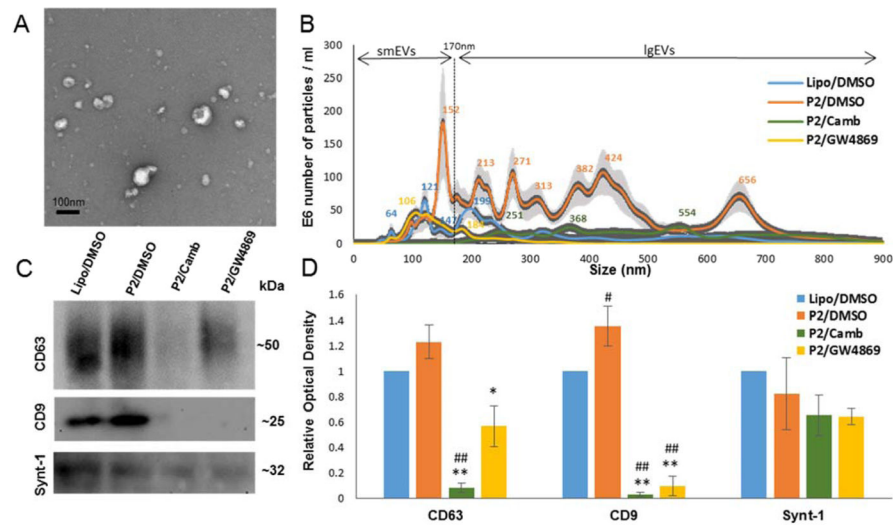 A
100nm
B
E6 number of particles / ml
300
250
200
150
100
50
0
smEVs
170nm
lgEVs
64
106
121
152
199
213
251
271
313
368
382
424
554
656
0 100 200 300 400 500 600 700 800 900
Size (nm)
Lipo/DMSO
P2/DMSO
P2/Camb
P2/GW4869
C
Lipo/DMSO
P2/DMSO
P2/Camb
P2/GW4869
kDa
CD63
~50
CD9
~25
Synt-1
~32
D
Relative Optical Density
1.6
1.4
1.2
1
0.8
0.6
0.4
0.2
0
##
**
*
#
##
**
##
**
CD63 CD9 Synt-1
Lipo/DMSO
P2/DMSO
P2/Camb
P2/GW4869